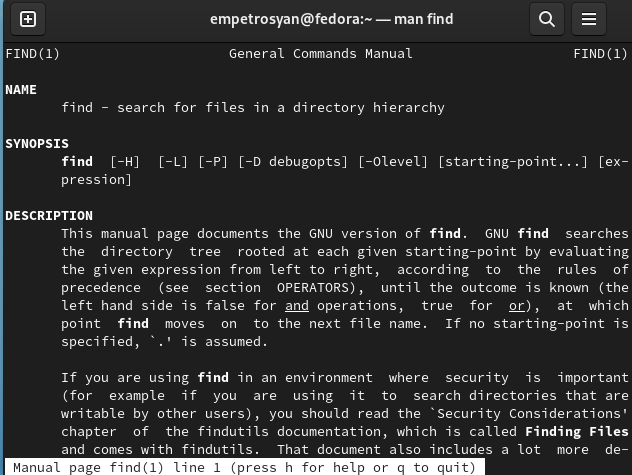 empetrosyan@fedora:~ — man find
FIND(1) General Commands Manual FIND(1)
NAME
find - search for files in a directory hierarchy
SYNOPSIS
find [-H] [-L] [-P] [-D debugopts] [-Olevel] [starting-point...] [ex-
pression]
DESCRIPTION
This manual page documents the GNU version of find. GNU find searches
the directory tree rooted at each given starting-point by evaluating
the given expression from left to right, according to the rules of
precedence (see section OPERATORS), until the outcome is known (the
left hand side is false for and operations, true for or), at which
point find moves on to the next file name. If no starting-point is
specified, `.' is assumed.
If you are using find in an environment where security is important
(for example if you are using it to search directories that are
writable by other users), you should read the `Security Considerations'
chapter of the findutils documentation, which is called Finding Files
and comes with findutils. That document also includes a lot more de-
Manual page find(1) line 1 (press h for help or q to quit)